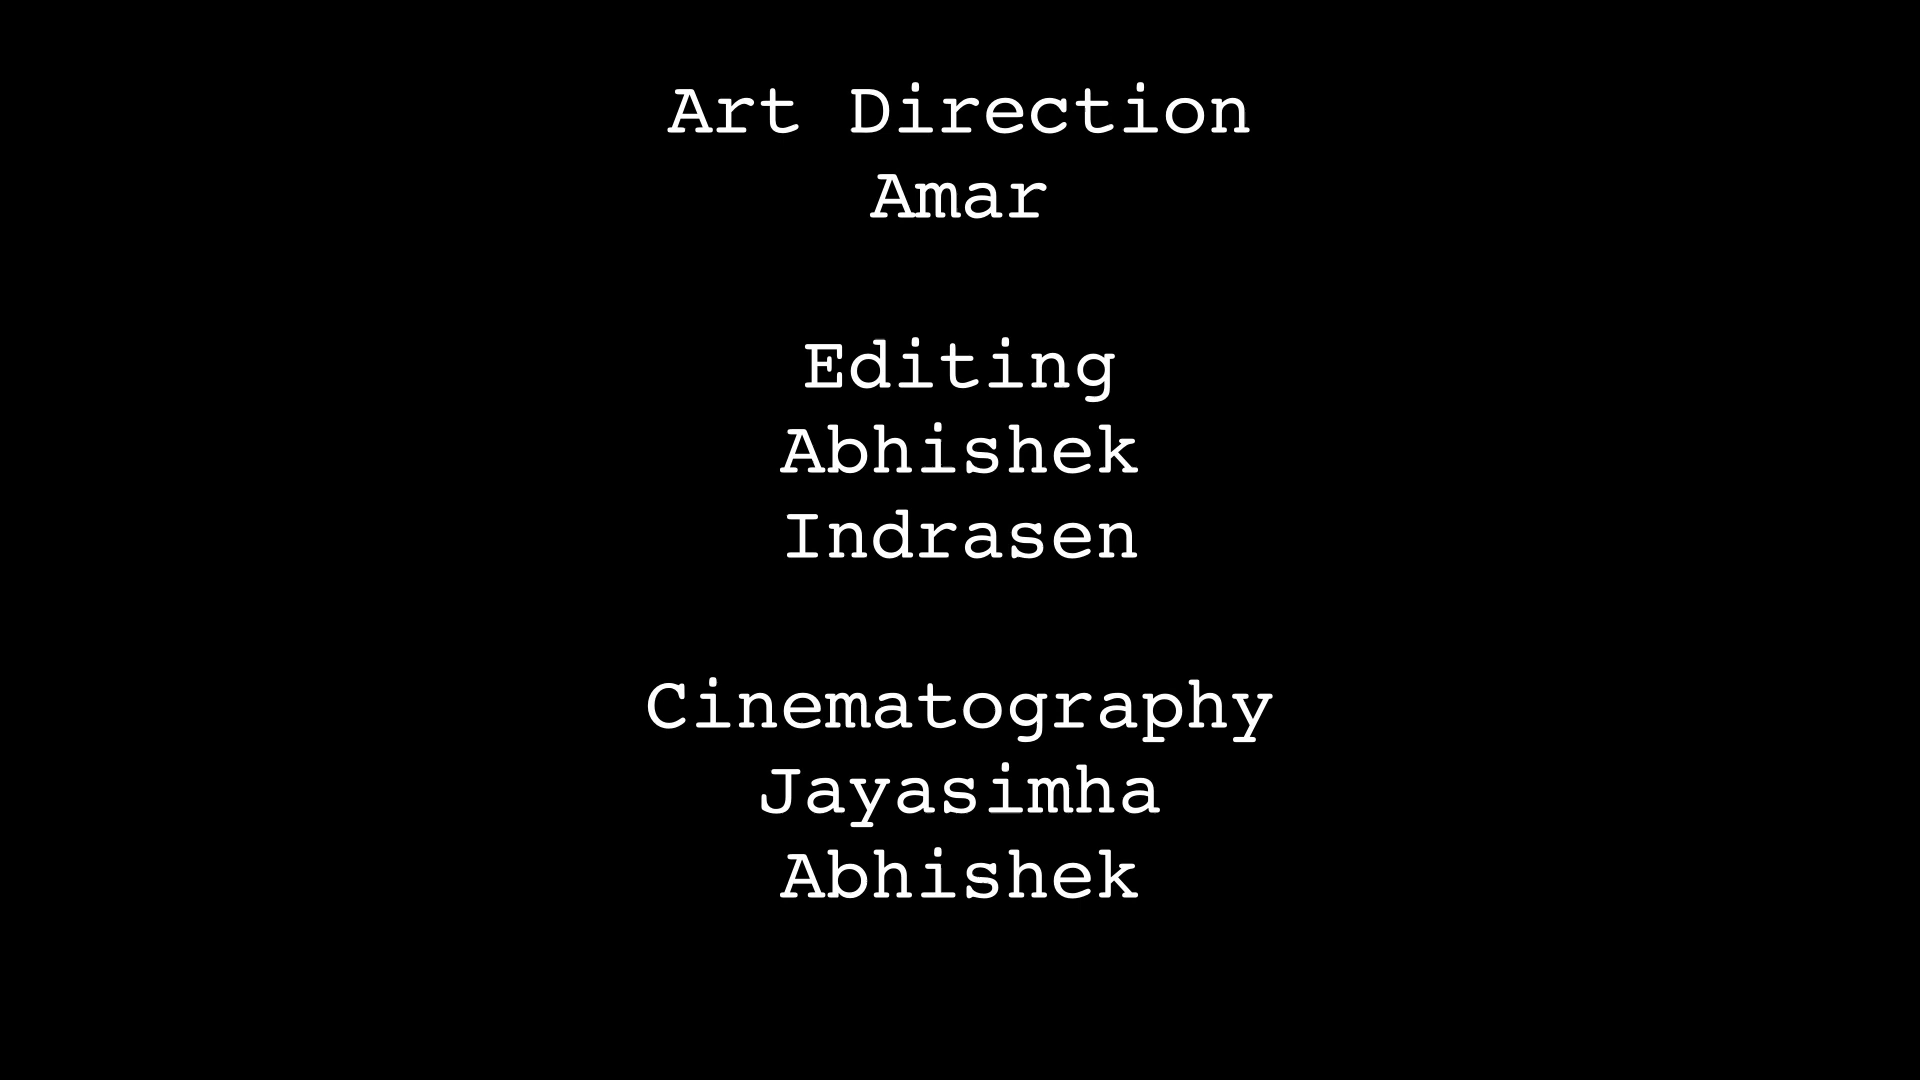 Art Direction
Amar
Editing
Abhishek
Indrasen
Cinematography
Jayasimha
Abhishek